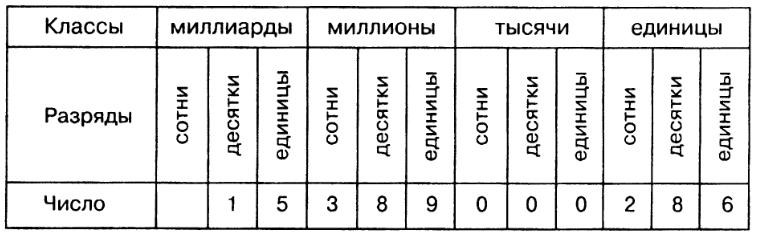 Классы миллиарды миллионы тысячи единицы
Разряды сотни десятки единицы сотни десятки единицы сотни десятки единицы сотни десятки единицы
Число 1 5 3 8 9 0 0 0 2 8 6